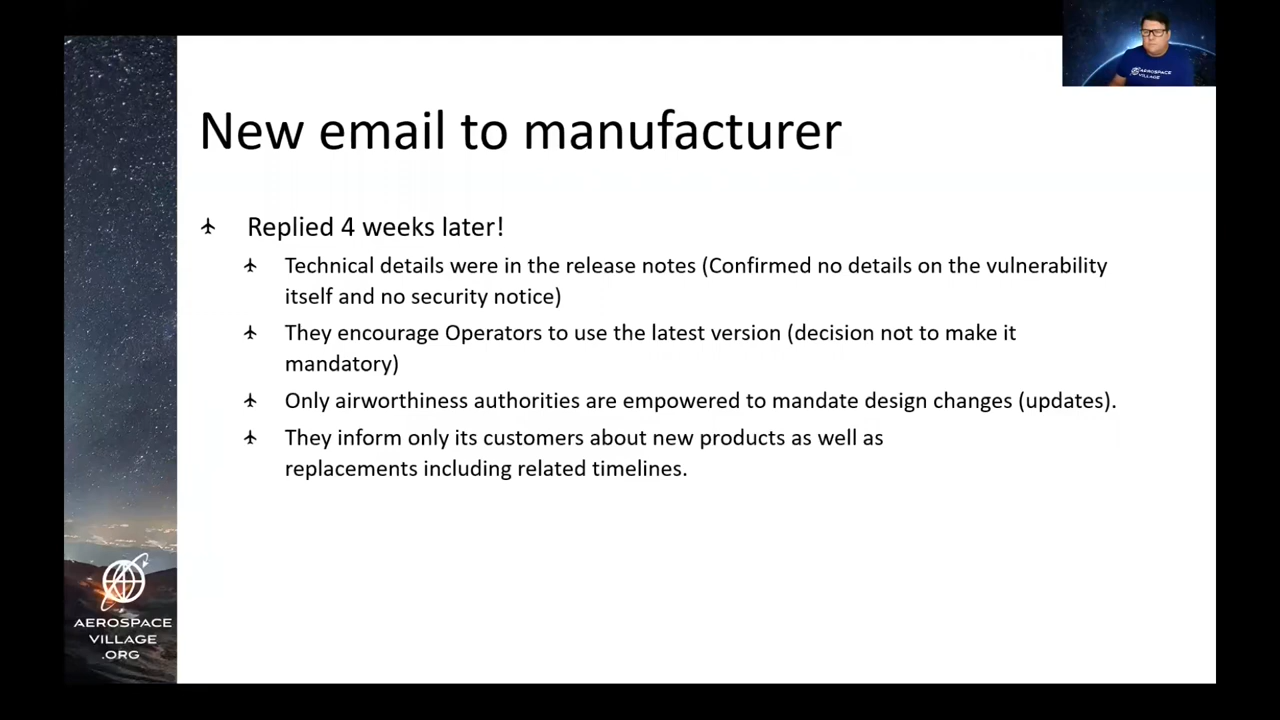 AEROSPACE
VILLAGE
New email to manufacturer
Replied 4 weeks later!
Technical details were in the release notes (Confirmed no details on the vulnerability
itself and no security notice)
They encourage Operators to use the latest version (decision not to make it
mandatory)
Only airworthiness authorities are empowered to mandate design changes (updates).
They inform only its customers about new products as well as
replacements including related timelines.
AEROSPACE
VILLAGE
.ORG